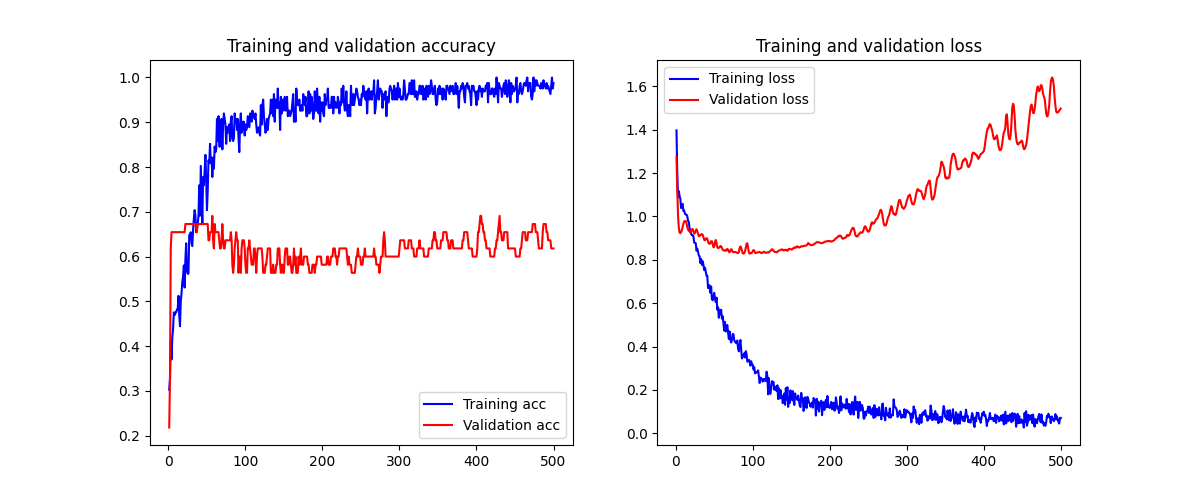 Training and validation accuracy
1.0
0.9
0.8
0.7
0.6
0.5
0.4
0.3
0.2
Training acc
Validation acc
0 100 200 300 400 500
Training and validation loss
Training loss
Validation loss
1.6
1.4
1.2
1.0
0.8
0.6
0.4
0.2
0.0
0 100 200 300 400 500